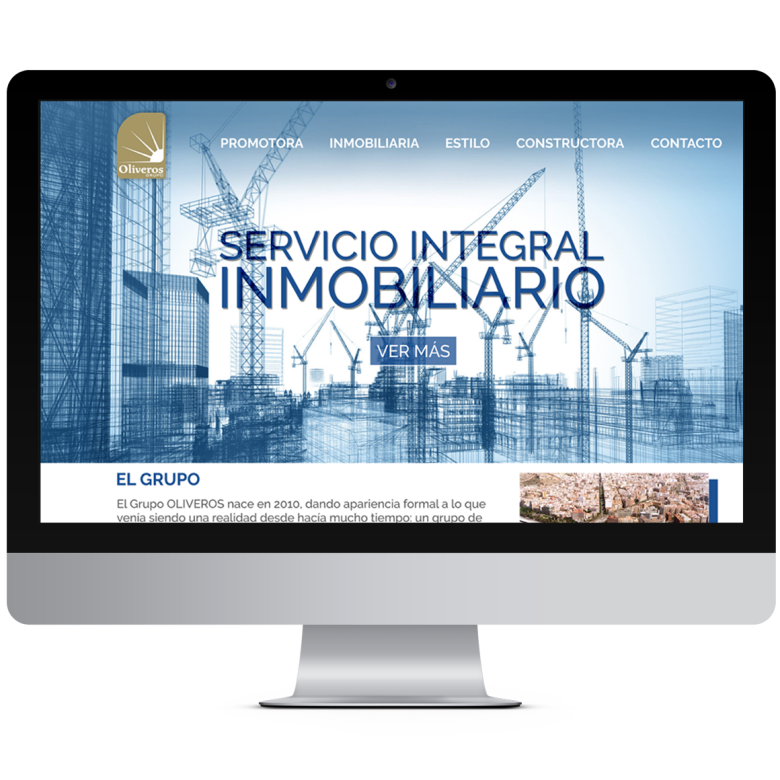 PROMOTORA INMOBILIARIA ESTILO CONSTRUCTORA CONTACTO
Oliveros
GRUPO
SERVICIO INTEGRAL
INMOBILIARIO
VER MÁS
EL GRUPO
El Grupo OLIVEROS nace en 2010, dando apariencia formal a lo que
venía siendo una realidad desde hacía mucho tiempo: un grupo de